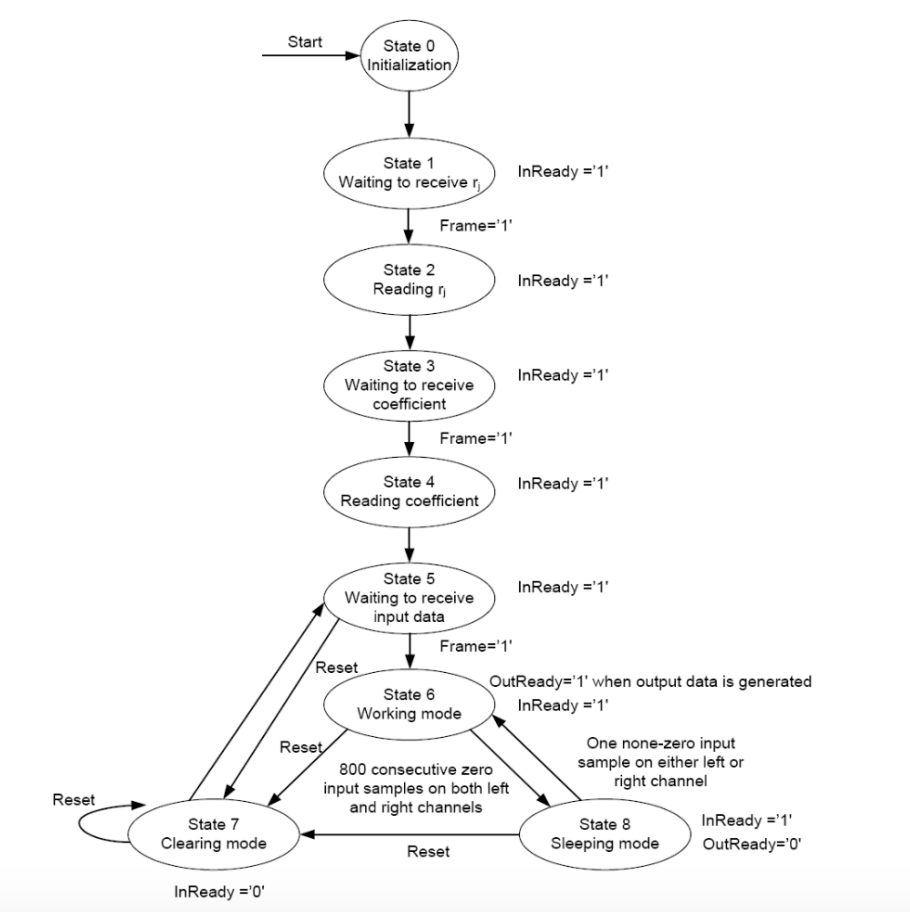 Start
State 0
Initialization
State 1
Waiting to receive rj
InReady ='1'
Frame='1'
State 2
Reading rj
InReady ='1'
State 3
Waiting to receive
coefficient
InReady ='1'
Frame='1'
State 4
Reading coefficient
InReady ='1'
State 5
Waiting to receive
input data
InReady ='1'
Frame='1'
Reset
State 6
Working mode
OutReady='1' when output data is generated
InReady ='1'
Reset
800 consecutive zero
input samples on both left
and right channels
One none-zero input
sample on either left or
right channel
Reset
State 7
Clearing mode
InReady ='0'
Reset
State 8
Sleeping mode
InReady ='1'
OutReady='0'